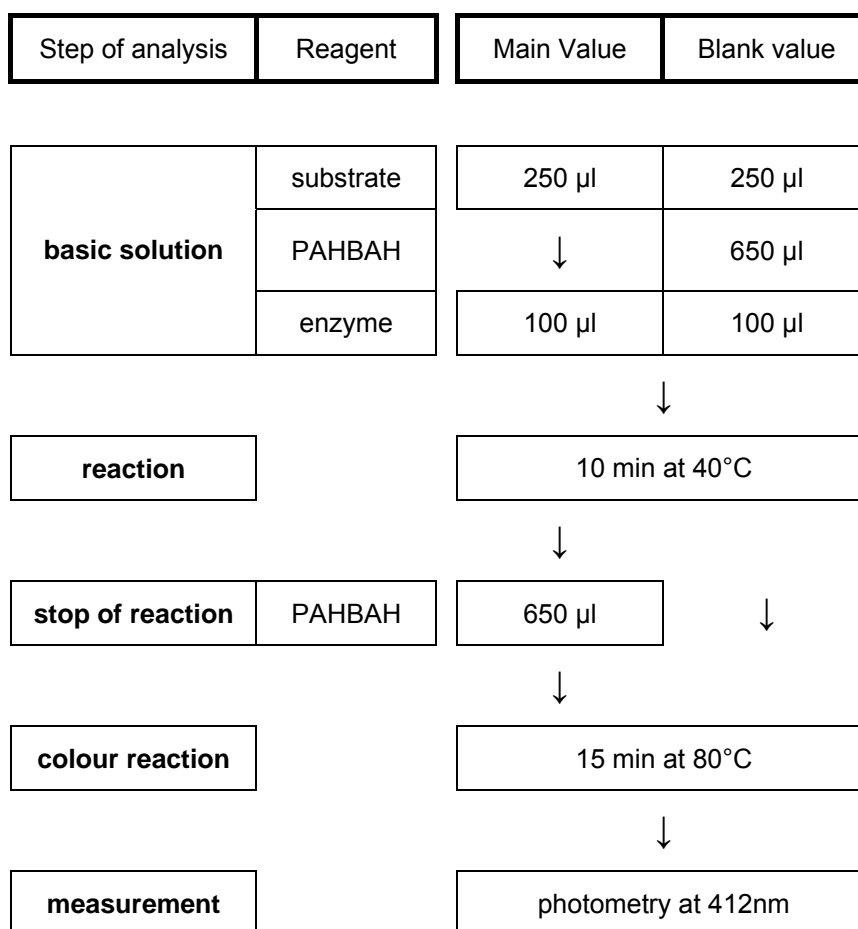 Step of analysis Reagent Main Value Blank value
substrate 250 µl 250 µl
basic solution PAHBAH ↓ 650 µl
enzyme 100 µl 100 µl
↓
reaction 10 min at 40°C
↓
stop of reaction PAHBAH 650 µl ↓
↓
colour reaction 15 min at 80°C
↓
measurement photometry at 412nm